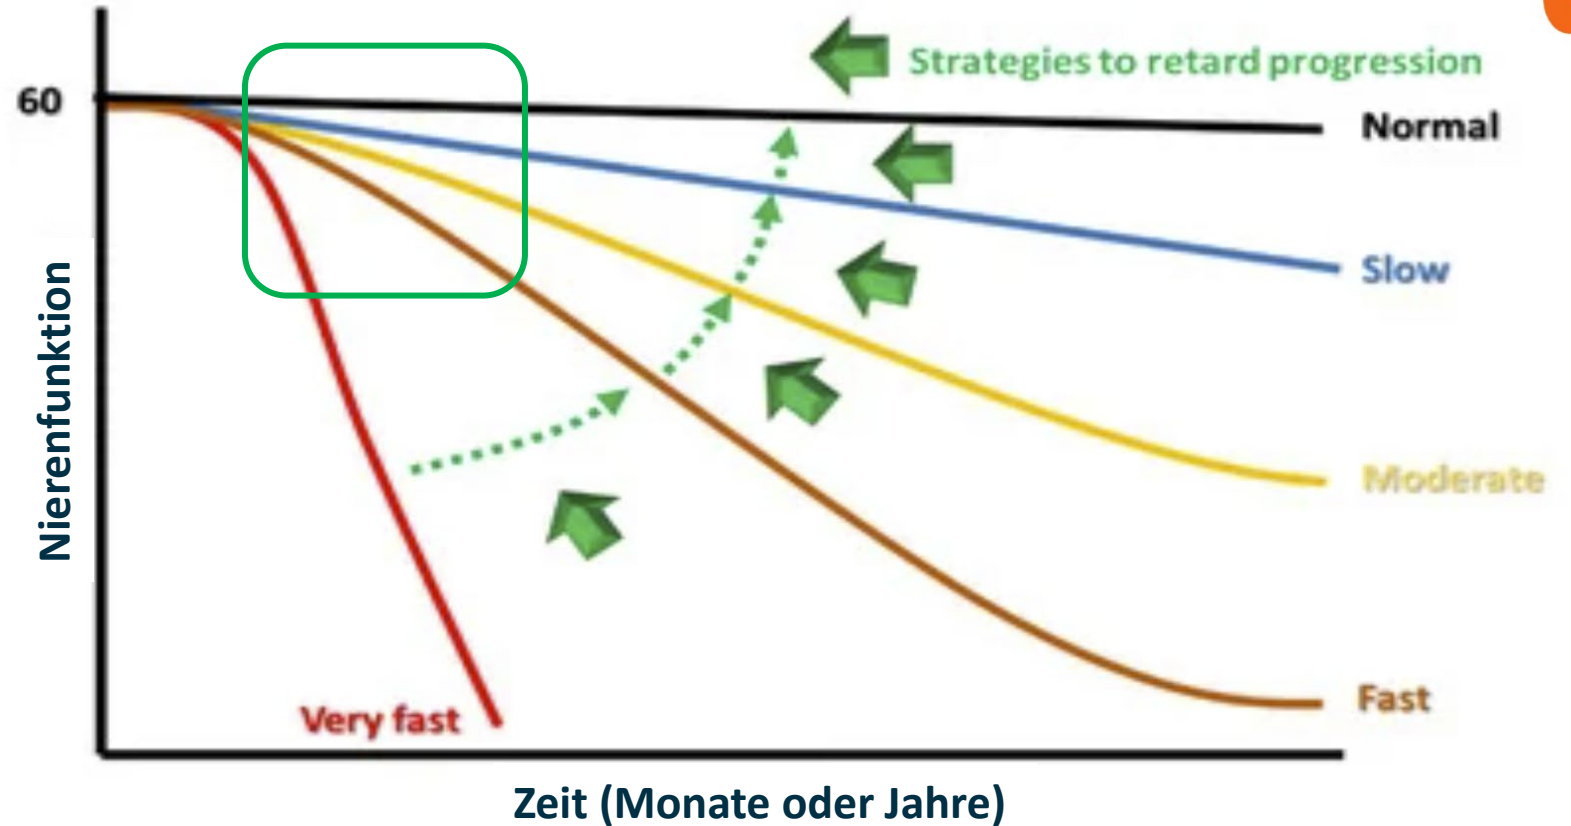 Strategies to retard progression
60
Normal
Slow
Nierenfunktion
Moderate
Fast
Very fast
Zeit (Monate oder Jahre)